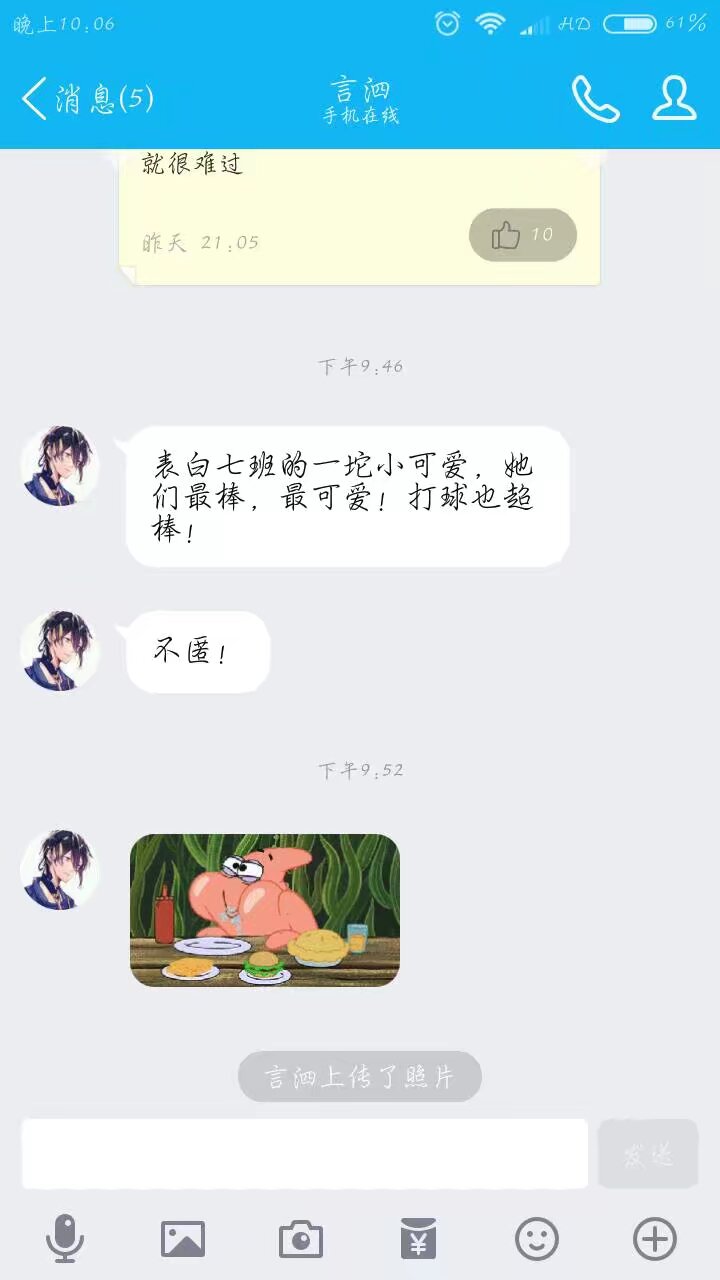 晚上10:06
HD
61%
消息(5)
言泗
手机在线
就很难过
昨天 21:05
10
下午9:46
表白七班的一坨小可爱，她
们最棒，最可爱！打球也超
棒！
不匿！
下午9:52
言泗上传了照片
发送